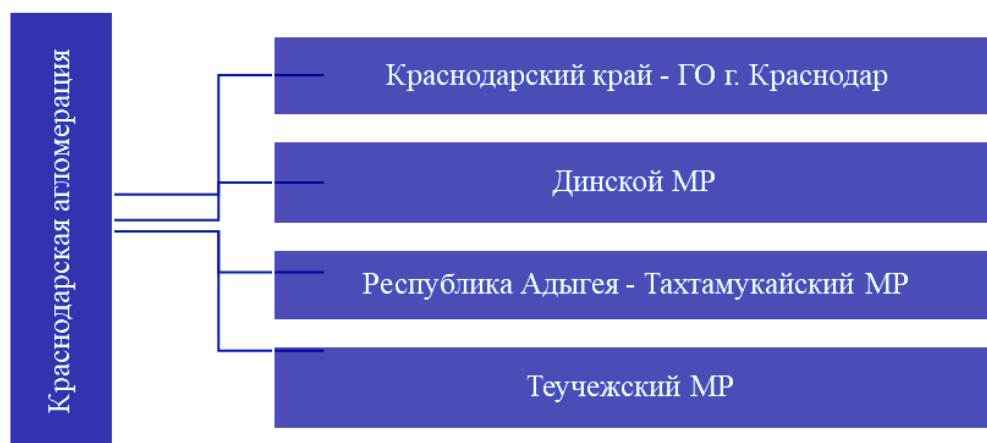 Краснодарская агломерация
Краснодарский край - ГО г. Краснодар
Динской МР
Республика Адыгея - Тахтамукайский МР
Теучежский МР